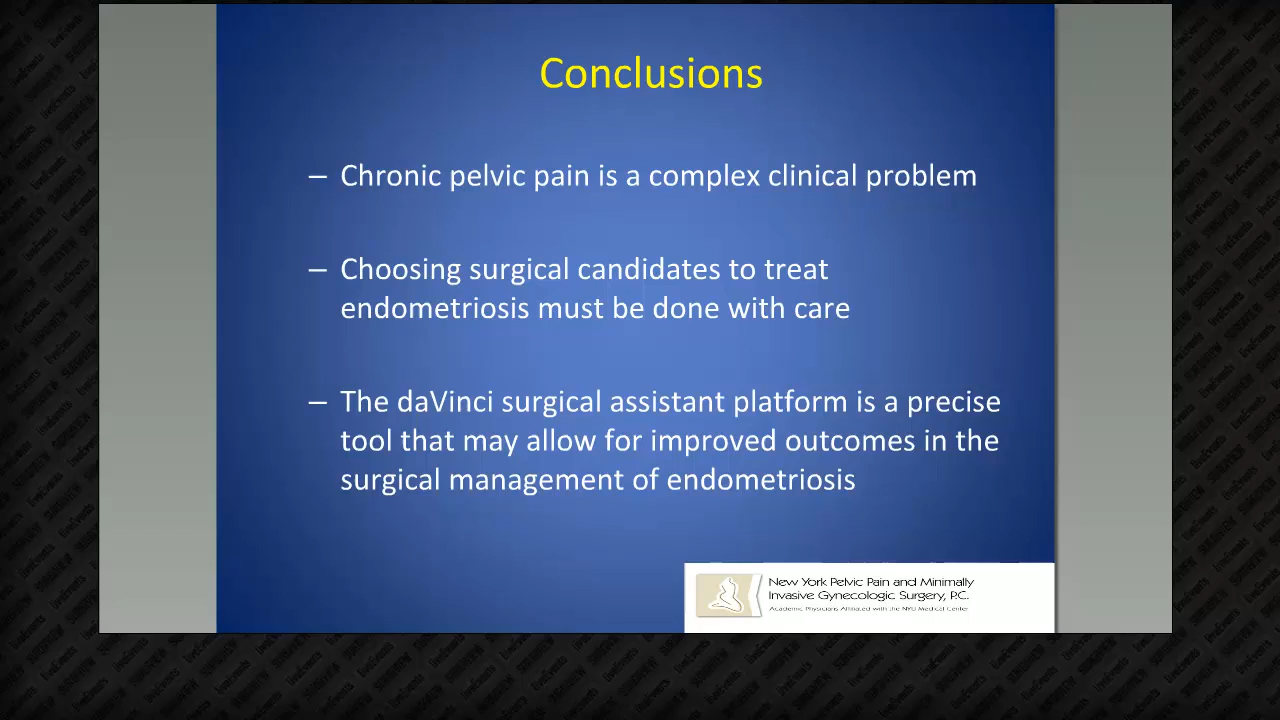 Conclusions
– Chronic pelvic pain is a complex clinical problem
– Choosing surgical candidates to treat
endometriosis must be done with care
– The daVinci surgical assistant platform is a precise
tool that may allow for improved outcomes in the
surgical management of endometriosis
New York Pelvic Pain and Minimally
Invasive Gynecologic Surgery, P.C.
Academic Physicians Affiliated with the NYU Medical Center